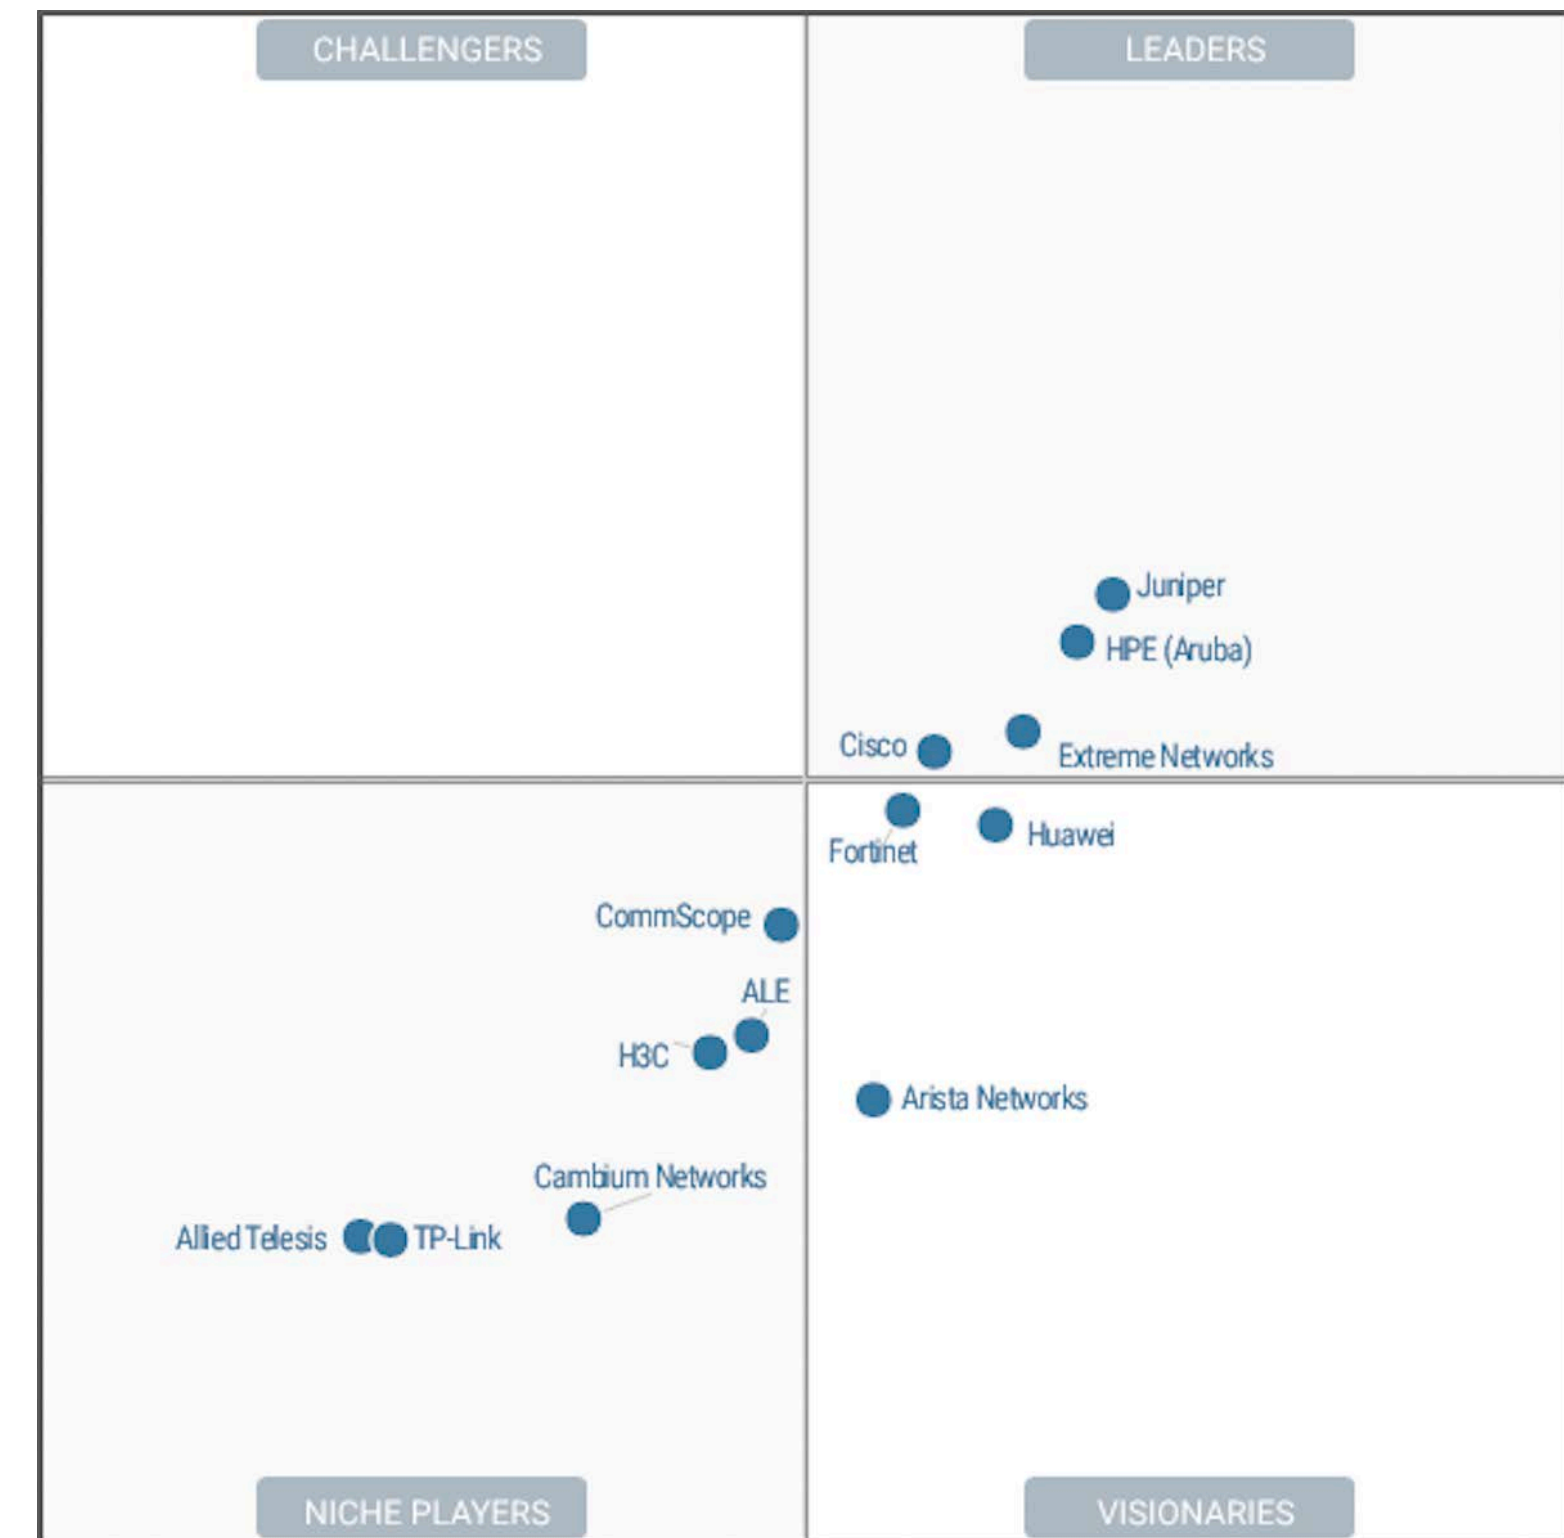 CHALLENGERS
LEADERS
Juniper
HPE (Aruba)
Cisco
Extreme Networks
Fortinet
Huawei
CommScope
ALE
H3C
Arista Networks
Cambium Networks
Allied Telesis
TP-Link
NICHE PLAYERS
VISIONARIES